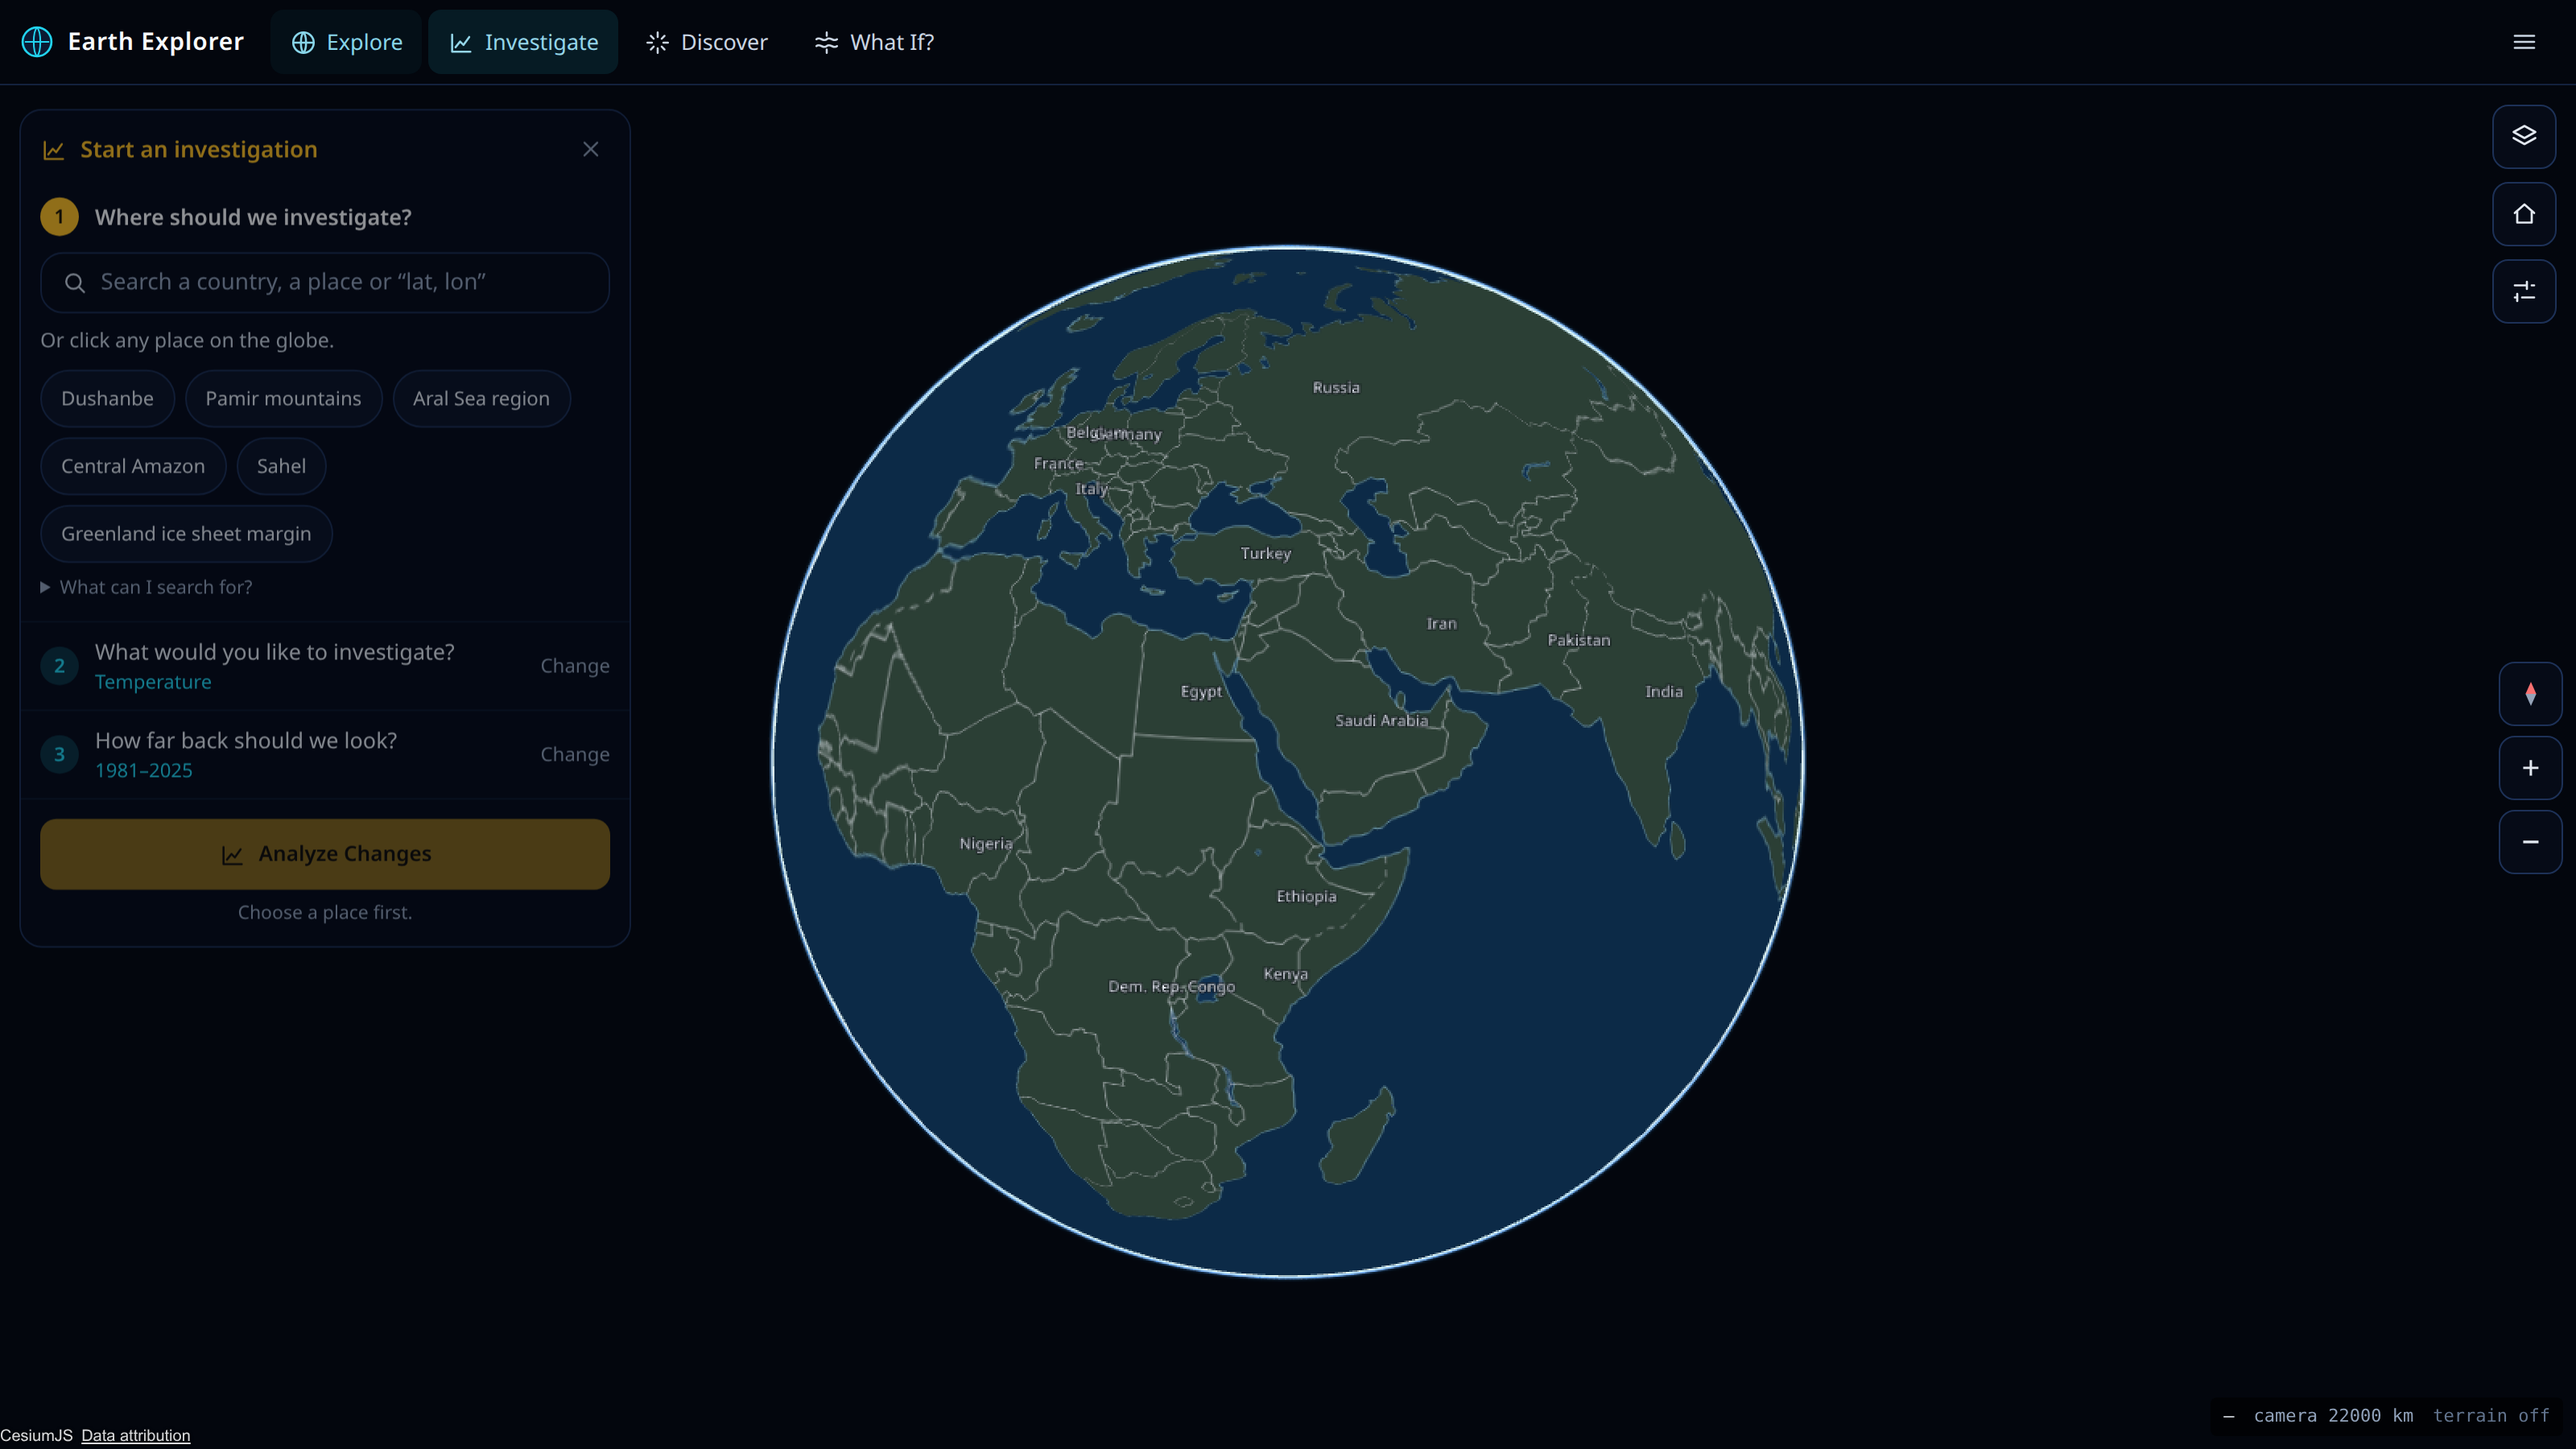 Earth Explorer
Explore
Investigate
Discover
What If?
Start an investigation
1 Where should we investigate?
Search a country, a place or “lat, lon”
Or click any place on the globe.
Dushanbe
Pamir mountains
Aral Sea region
Central Amazon
Sahel
Greenland ice sheet margin
What can I search for?
2 What would you like to investigate?
Temperature
Change
3 How far back should we look?
1981–2025
Change
Analyze Changes
Choose a place first.
Russia
Belgium
Germany
France
Italy
Turkey
Iran
Pakistan
Egypt
India
Saudi Arabia
Nigeria
Ethiopia
Kenya
Dem. Rep. Congo
— camera 22000 km terrain off
CesiumJS Data attribution